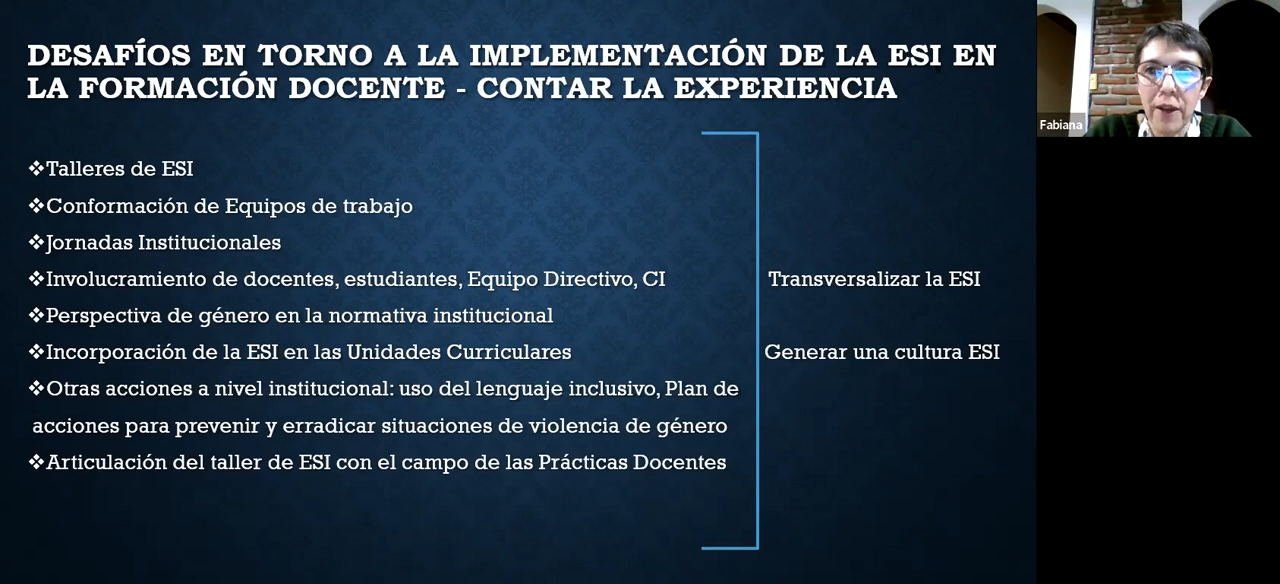 DESAFÍOS EN TORNO A LA IMPLEMENTACIÓN DE LA ESI EN
LA FORMACIÓN DOCENTE - CONTAR LA EXPERIENCIA
Fabiana
❖Talleres de ESI
❖Conformación de Equipos de trabajo
❖Jornadas Institucionales
❖Involucramiento de docentes, estudiantes, Equipo Directivo, CI
❖Perspectiva de género en la normativa institucional
❖Incorporación de la ESI en las Unidades Curriculares
❖Otras acciones a nivel institucional: uso del lenguaje inclusivo, Plan de
acciones para prevenir y erradicar situaciones de violencia de género
❖Articulación del taller de ESI con el campo de las Prácticas Docentes
Transversalizar la ESI
Generar una cultura ESI